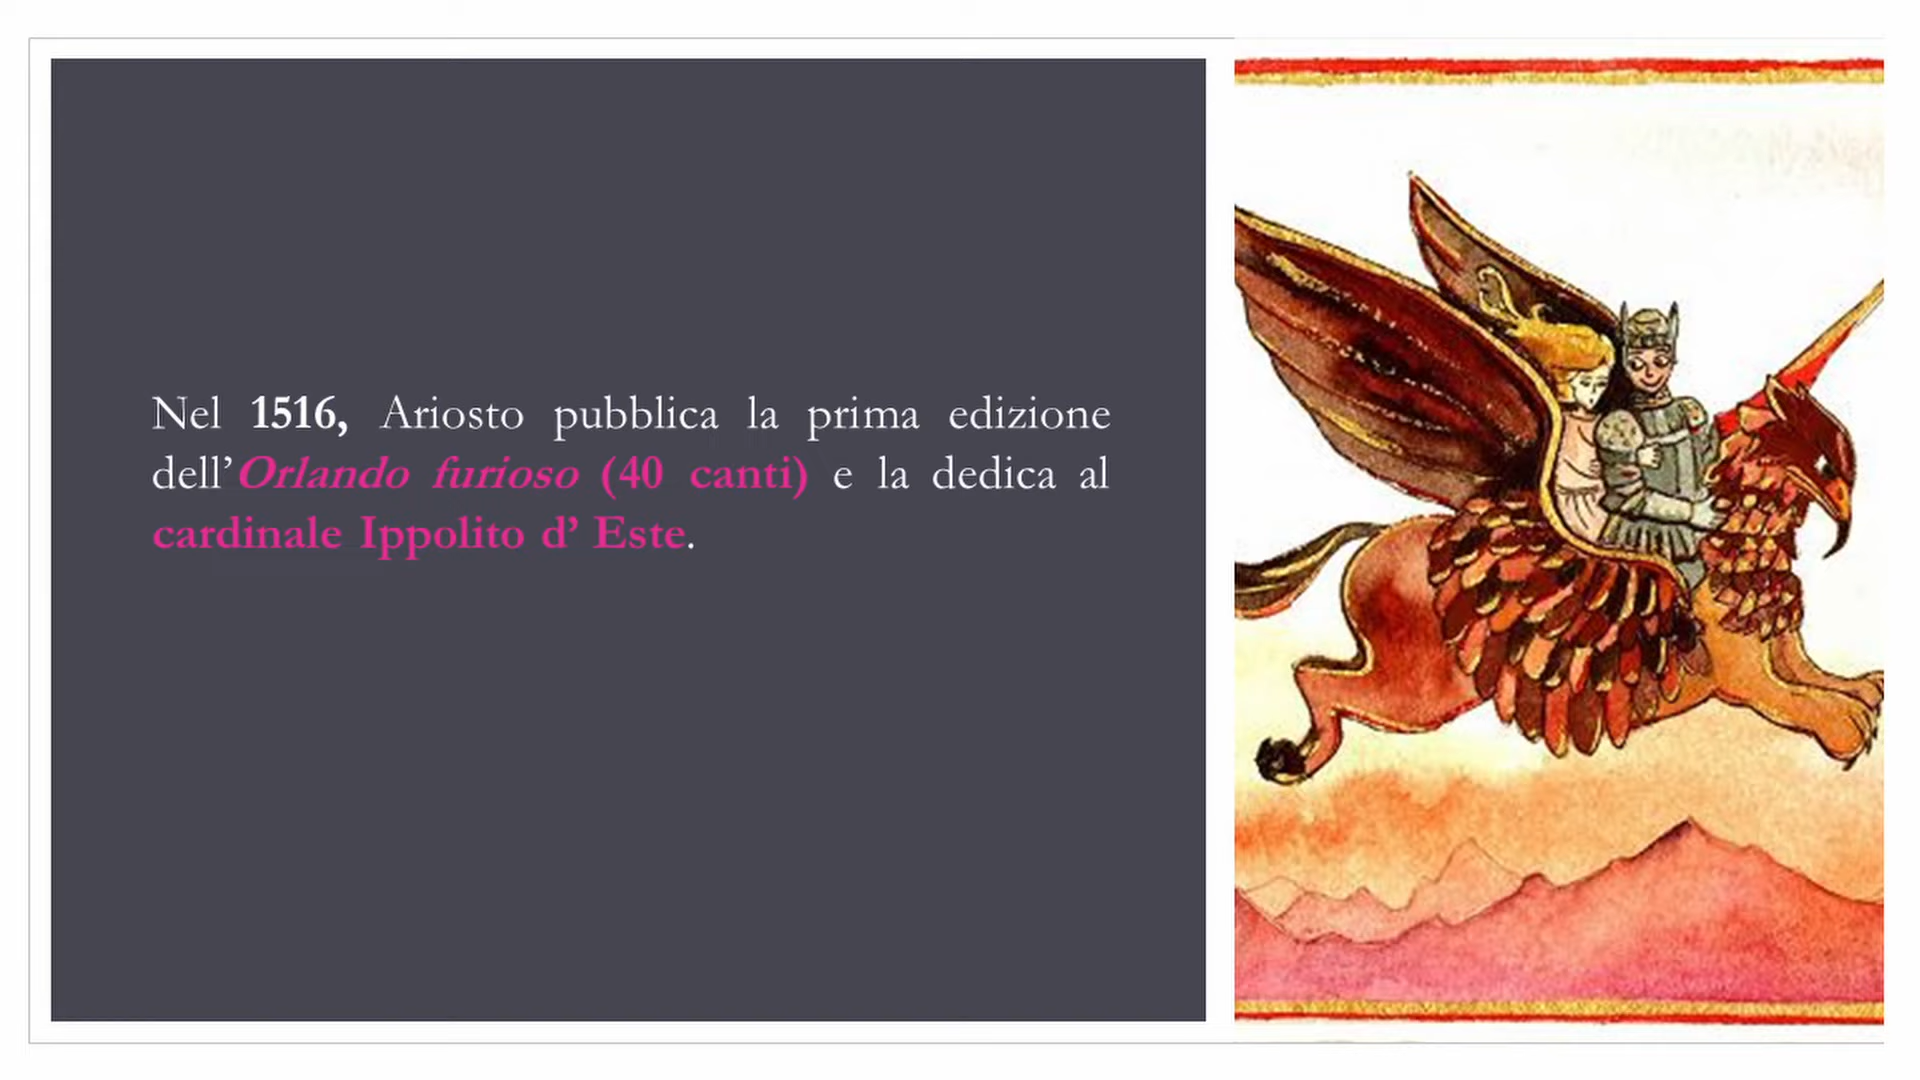 Nel 1516, Ariosto pubblica la prima edizione
dell’Orlando furioso (40 canti) e la dedica al
cardinale Ippolito d’ Este.